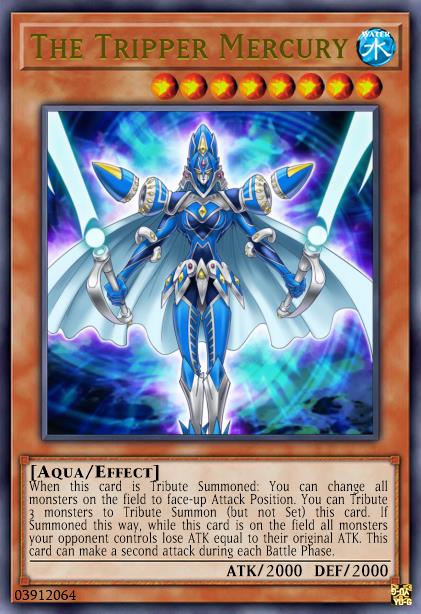 THE TRIPPER MERCURY
WATER
水
[AQUA/EFFECT]
When this card is Tribute Summoned: You can change all
monsters on the field to face-up Attack Position. You can Tribute
3 monsters to Tribute Summon (but not Set) this card. If
Summoned this way, while this card is on the field all monsters
your opponent controls lose ATK equal to their original ATK. This
card can make a second attack during each Battle Phase.
ATK/2000 DEF/2000
03912064